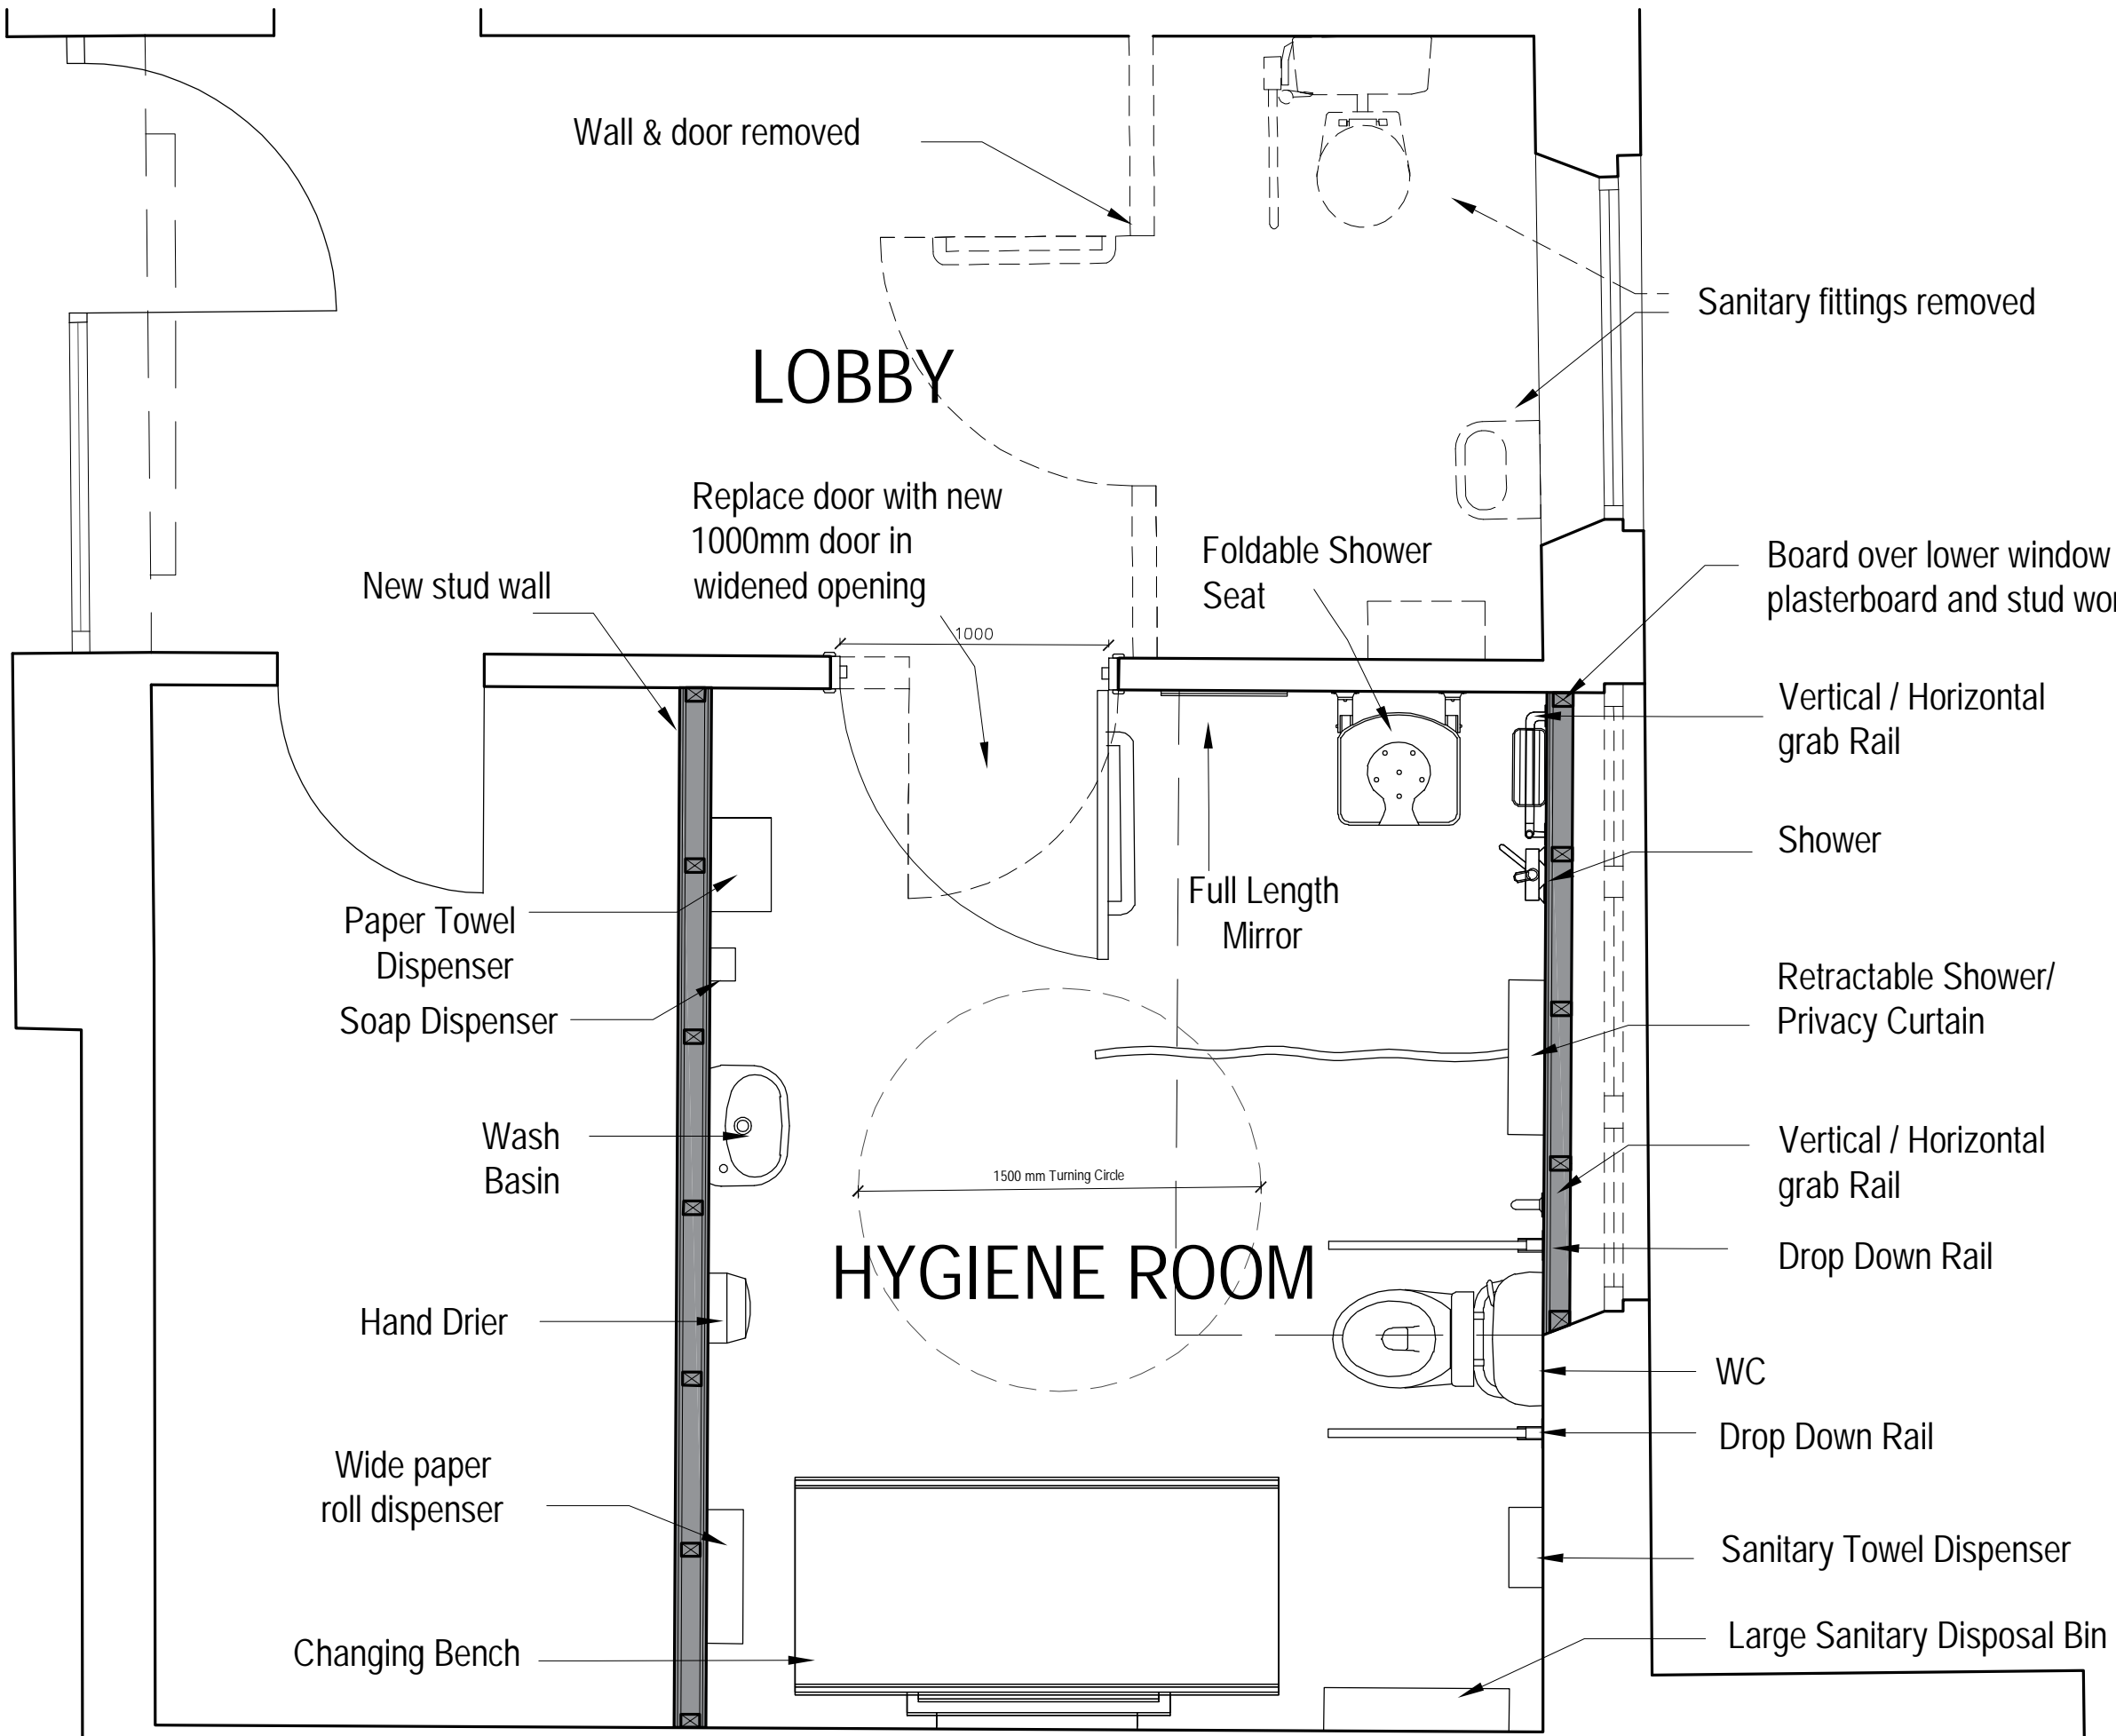 Wall & door removed
Sanitary fittings removed
LOBBY
Replace door with new
1000mm door in
widened opening
Foldable Shower
Seat
Board over lower window
plasterboard and stud
New stud wall
1000
Vertical / Horizontal
grab Rail
Shower
Full Length
Mirror
Paper Towel
Dispenser
Soap Dispenser
Retractable Shower/
Privacy Curtain
Wash
Basin
1500 mm Turning Circle
Vertical / Horizontal
grab Rail
HYGIENE ROOM
Drop Down Rail
Hand Drier
WC
Drop Down Rail
Wide paper
roll dispenser
Sanitary Towel Dispenser
Changing Bench
Large Sanitary Disposal Bin